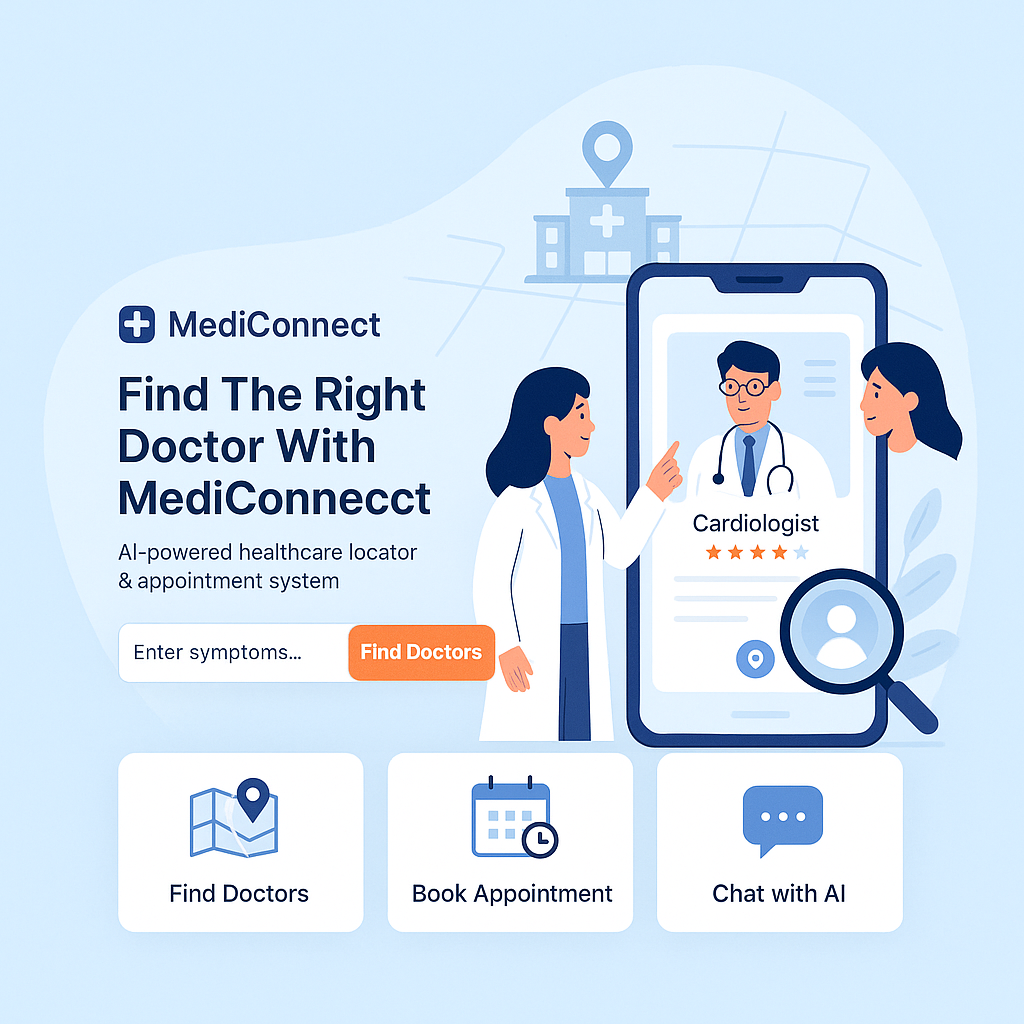 MediConnect
Find The Right
Doctor With
MediConnecct
AI-powered healthcare locator
& appointment system
Enter symptoms...
Find Doctors
Cardiologist
Find Doctors
Book Appointment
Chat with AI